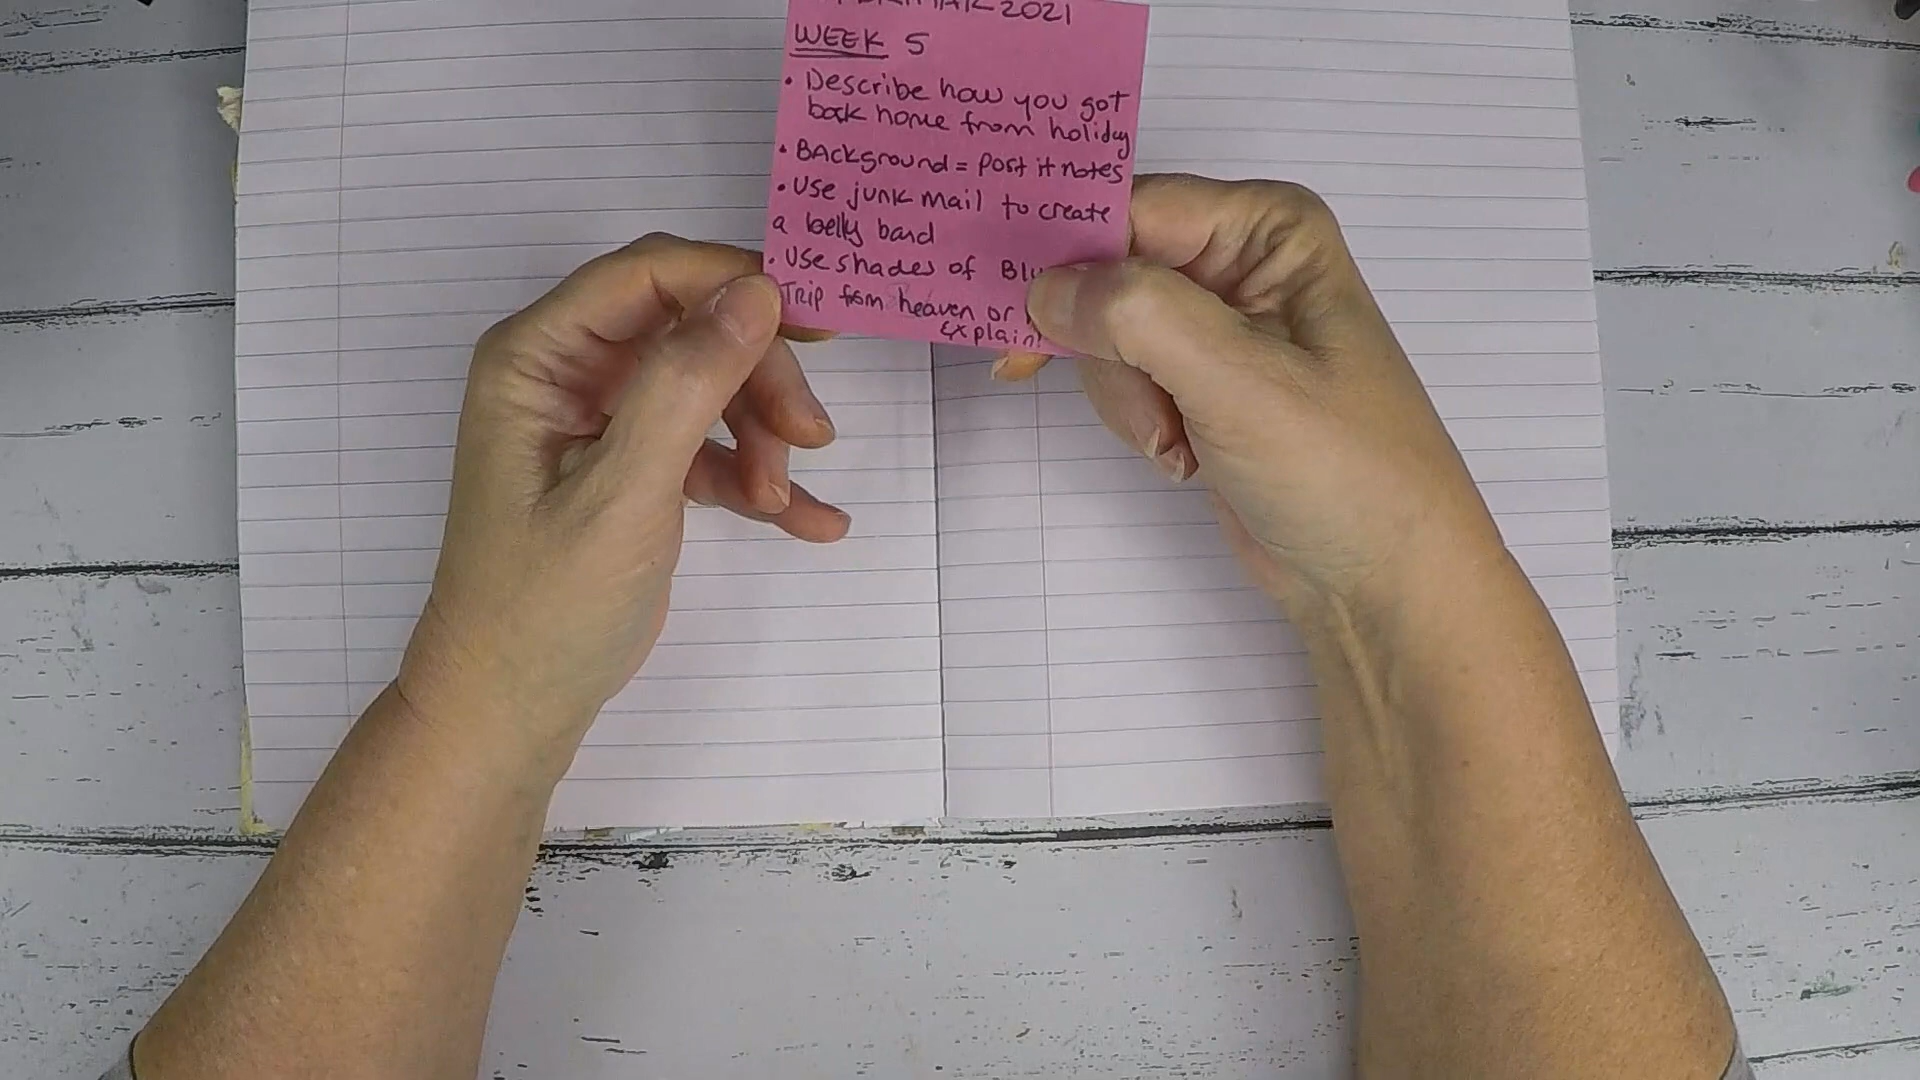 2021
WEEK 5
• Describe how you got
back home from holiday
• BAckground = post it notes
• Use junk mail to create
a belly band
• Use shades of
Trip from heaven or
Explain!